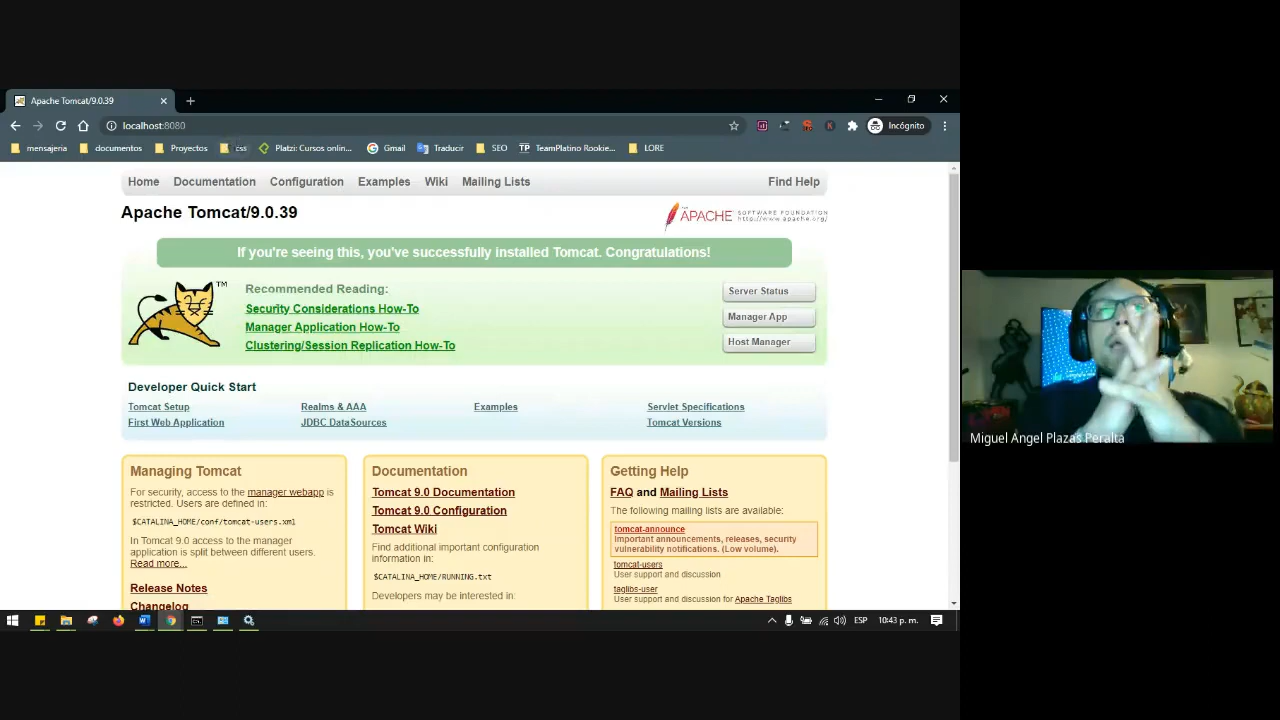 Apache Tomcat/9.0.39
localhost:8080
Incógnito
mensajeria documentos Proyectos css Platzi: Cursos onlin... Gmail Traducir SEO TP TeamPlatino Rookie... LORE
Home Documentation Configuration Examples Wiki Mailing Lists Find Help
Apache Tomcat/9.0.39
APACHE SOFTWARE FOUNDATION
http://www.apache.org/
If you're seeing this, you've successfully installed Tomcat. Congratulations!
TM
Recommended Reading:
Security Considerations How-To
Manager Application How-To
Clustering/Session Replication How-To
Server Status
Manager App
Host Manager
Developer Quick Start
Tomcat Setup
First Web Application
Realms & AAA
JDBC DataSources
Examples
Servlet Specifications
Tomcat Versions
Managing Tomcat
For security, access to the manager webapp is
restricted. Users are defined in:
$CATALINA_HOME/conf/tomcat-users.xml
In Tomcat 9.0 access to the manager
application is split between different users.
Read more...
Release Notes
Changelog
Documentation
Tomcat 9.0 Documentation
Tomcat 9.0 Configuration
Tomcat Wiki
Find additional important configuration
information in:
$CATALINA_HOME/RUNNING.txt
Developers may be interested in:
Getting Help
FAQ and Mailing Lists
The following mailing lists are available:
tomcat-announce
Important announcements, releases, security
vulnerability notifications. (Low volume).
tomcat-users
User support and discussion
taglibs-user
User support and discussion for Apache Taglibs
ESP 10:43 p. m.
Miguel Angel Plazas Peralta